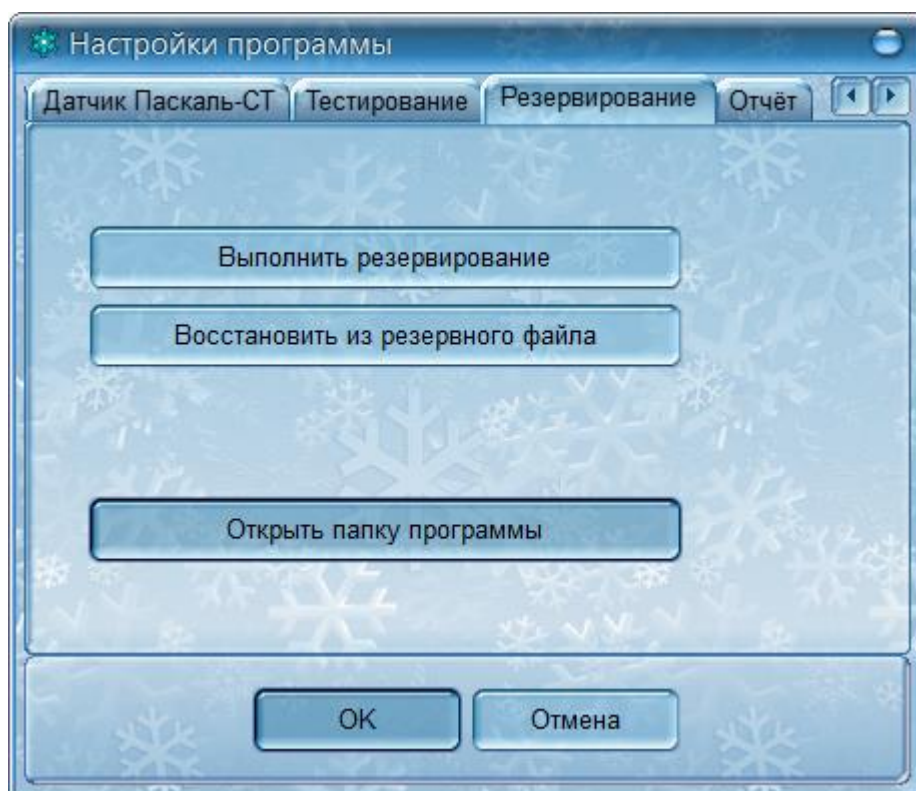 Настройки программы
Датчик Паскаль-СТ Тестирование Резервирование Отчёт
Выполнить резервирование
Восстановить из резервного файла
Открыть папку программы
OK Отмена